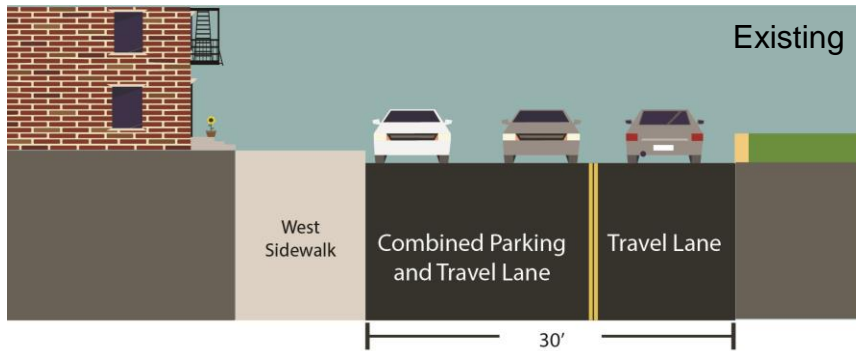 Existing
West
Sidewalk
Combined Parking
and Travel Lane
Travel Lane
30’